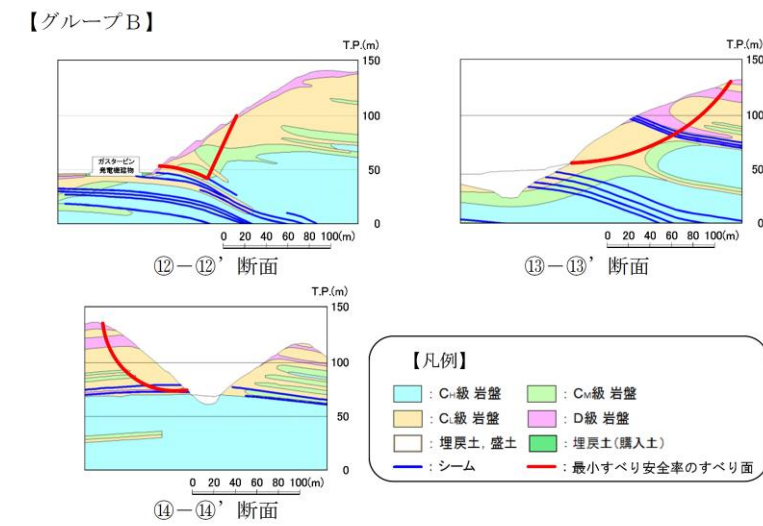 【グループB】
T.P.(m)
150
100
50
0
ガスタービン
発電機建物
0 20 40 60 80 100(m)
⑫-⑫’断面
T.P.(m)
150
100
50
0
0 20 40 60 80 100(m)
⑬-⑬’断面
T.P.(m)
150
100
50
0
0 20 40 60 80 100(m)
⑭-⑭’断面
【凡例】
：CH級 岩盤 ：CM級 岩盤
：CL級 岩盤 ：D級 岩盤
：埋戻土，盛土 ：埋戻土(購入土)
：シーム ：最小すべり安全率のすべり面